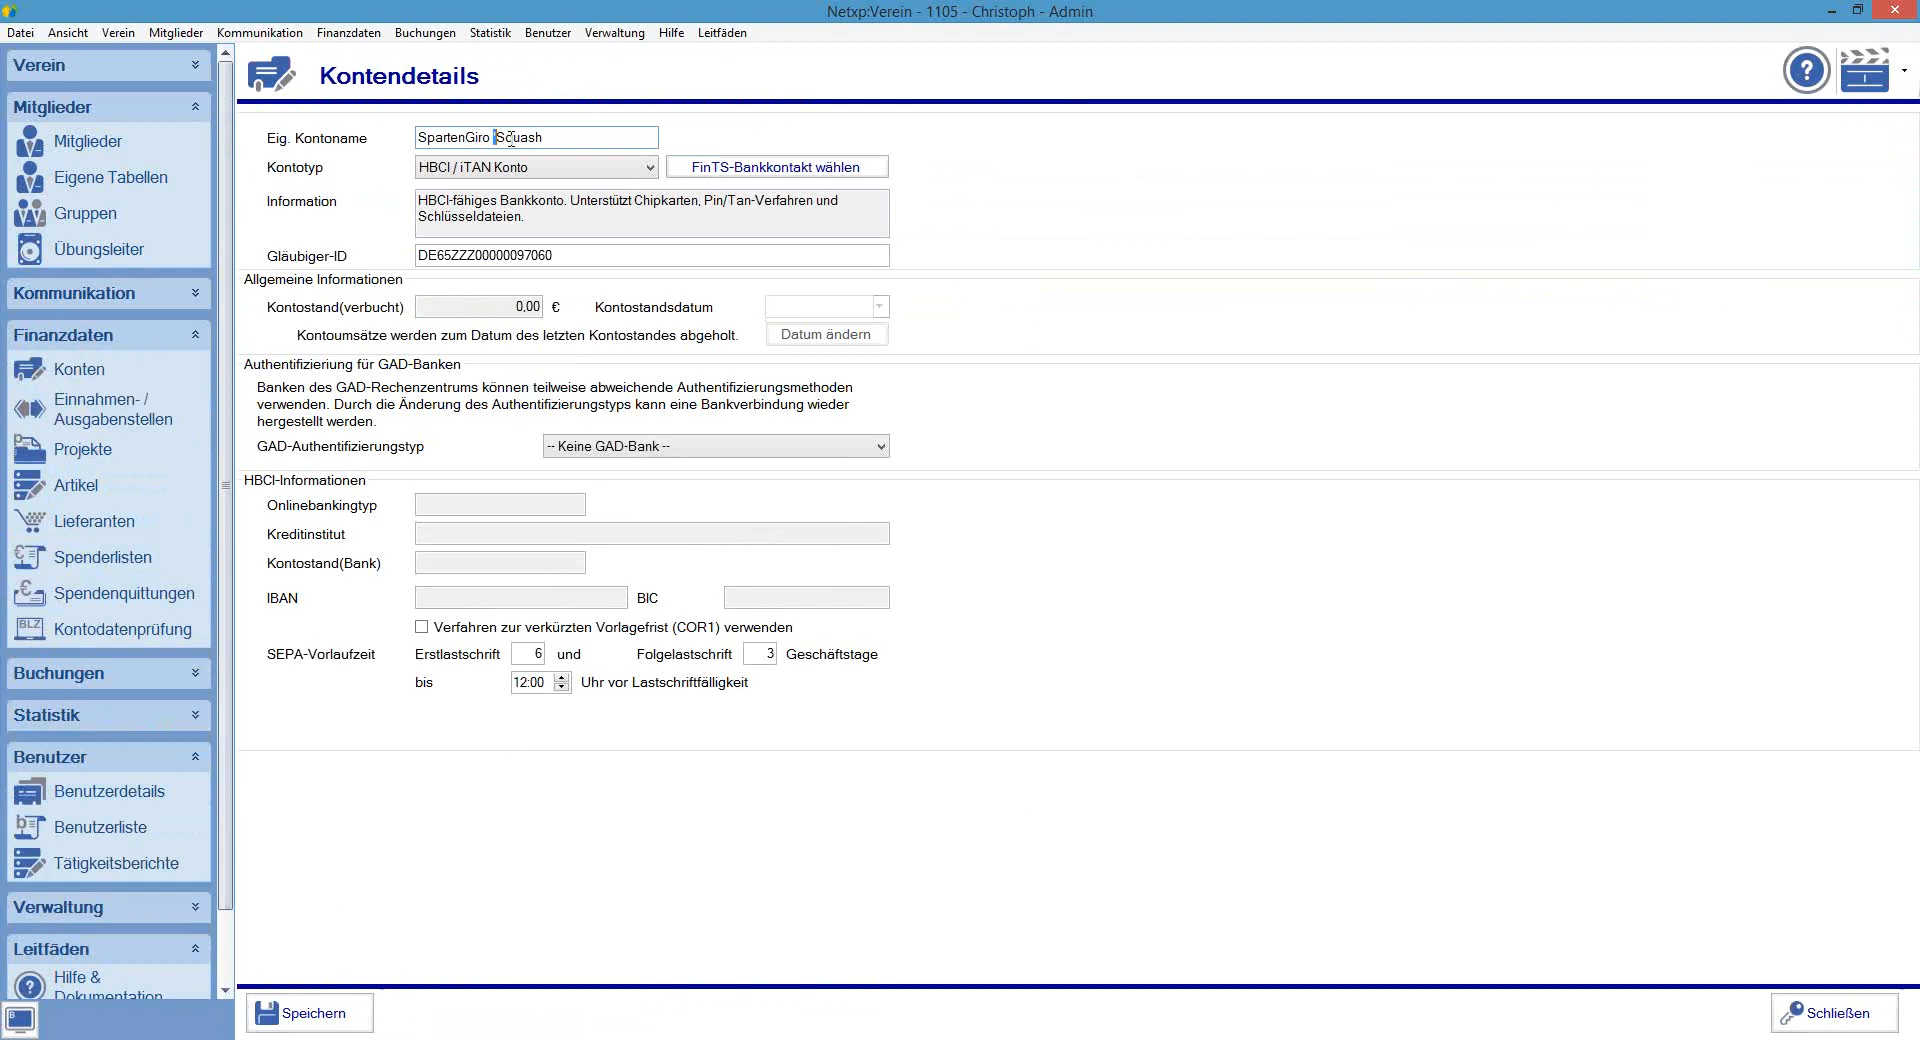 Netxp:Verein - 1105 - Christoph - Admin
Datei Ansicht Verein Mitglieder Kommunikation Finanzdaten Buchungen Statistik Benutzer Verwaltung Hilfe Leitfäden
Verein
Mitglieder
Mitglieder
Eigene Tabellen
Gruppen
Übungsleiter
Kommunikation
Finanzdaten
Konten
Einnahmen- /
Ausgabenstellen
Projekte
Artikel
Lieferanten
Spenderlisten
Spendenquittungen
BLZ
Kontodatenprüfung
Buchungen
Statistik
Benutzer
Benutzerdetails
Benutzerliste
Tätigkeitsberichte
Verwaltung
Leitfäden
Hilfe &
Dokumentation
Kontendetails
Eig. Kontoname SpartenGiro Squash
Kontotyp HBCI / iTAN Konto FinTS-Bankkontakt wählen
Information HBCI-fähiges Bankkonto. Unterstützt Chipkarten, Pin/Tan-Verfahren und
Schlüsseldateien.
Gläubiger-ID DE65ZZZ00000097060
Allgemeine Informationen
Kontostand(verbucht) 0,00 € Kontostandsdatum
Kontoumsätze werden zum Datum des letzten Kontostandes abgeholt. Datum ändern
Authentifizierung für GAD-Banken
Banken des GAD-Rechenzentrums können teilweise abweichende Authentifizierungsmethoden
verwenden. Durch die Änderung des Authentifizierungstyps kann eine Bankverbindung wieder
hergestellt werden.
GAD-Authentifizierungstyp -- Keine GAD-Bank --
HBCI-Informationen
Onlinebankingtyp
Kreditinstitut
Kontostand(Bank)
IBAN BIC
Verfahren zur verkürzten Vorlagefrist (COR1) verwenden
SEPA-Vorlaufzeit Erstlastschrift 6 und Folgelastschrift 3 Geschäftstage
bis 12:00 Uhr vor Lastschriftfälligkeit
Speichern
Schließen